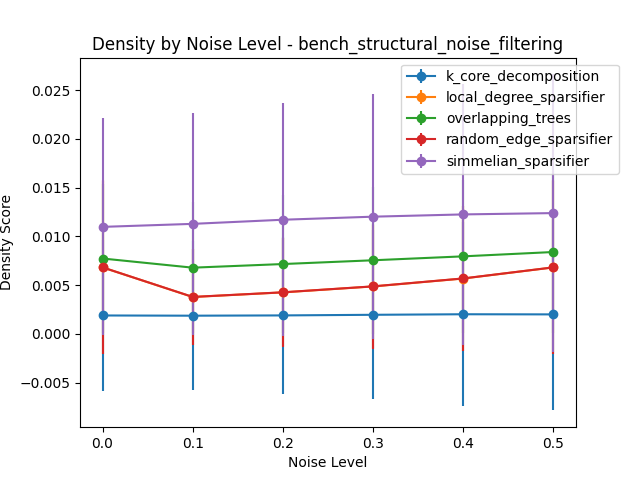 Density by Noise Level - bench_structural_noise_filtering
k_core_decomposition
local_degree_sparsifier
overlapping_trees
random_edge_sparsifier
simmelian_sparsifier
Density Score
0.025
0.020
0.015
0.010
0.005
0.000
−0.005
0.0 0.1 0.2 0.3 0.4 0.5
Noise Level